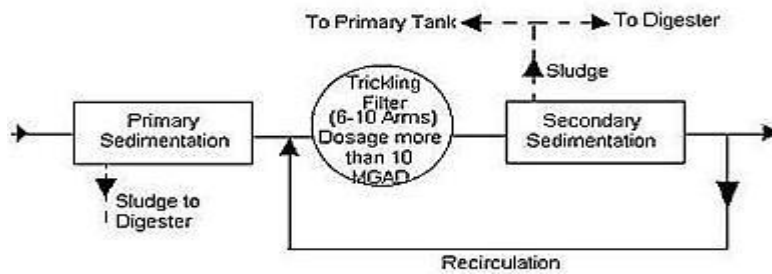 To Primary Tank
To Digester
Sludge
Primary
Sedimentation
Trickling
Filter
(6-10 Arms)
Dosage more
than 10
MGAD
Secondary
Sedimentation
Sludge to
Digester
Recirculation